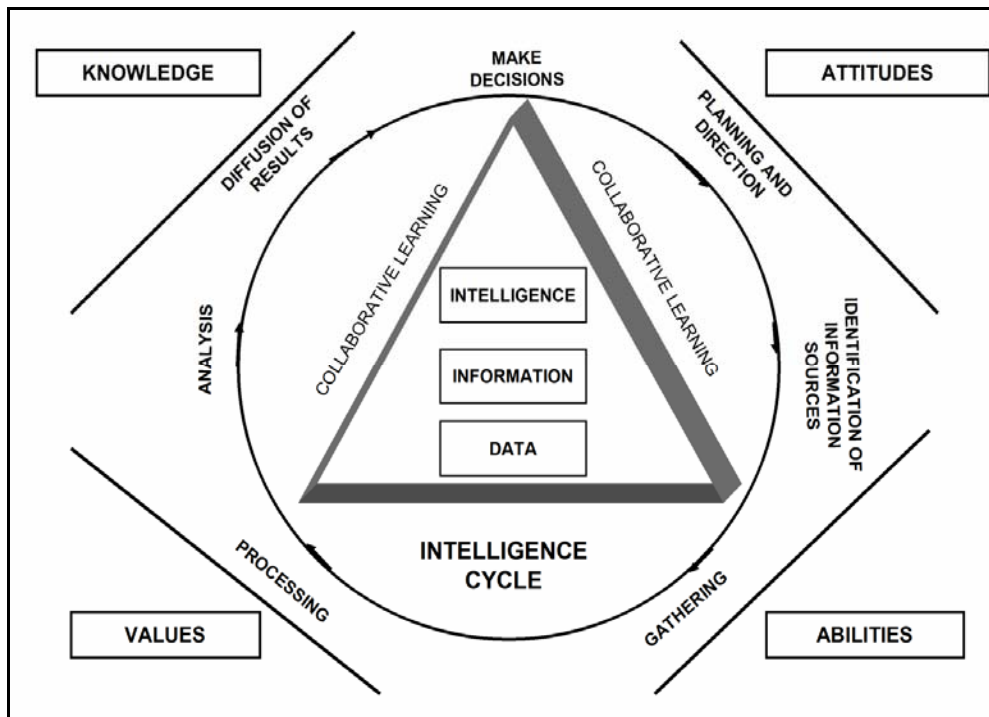 KNOWLEDGE
MAKE
DECISIONS
ATTITUDES
DIFFUSION OF
RESULTS
PLANNING AND
DIRECTION
COLLABORATIVE LEARNING
COLLABORATIVE LEARNING
INTELLIGENCE
INFORMATION
DATA
ANALYSIS
IDENTIFICATION OF
INFORMATION
SOURCES
INTELLIGENCE
CYCLE
PROCESSING
GATHERING
VALUES
ABILITIES